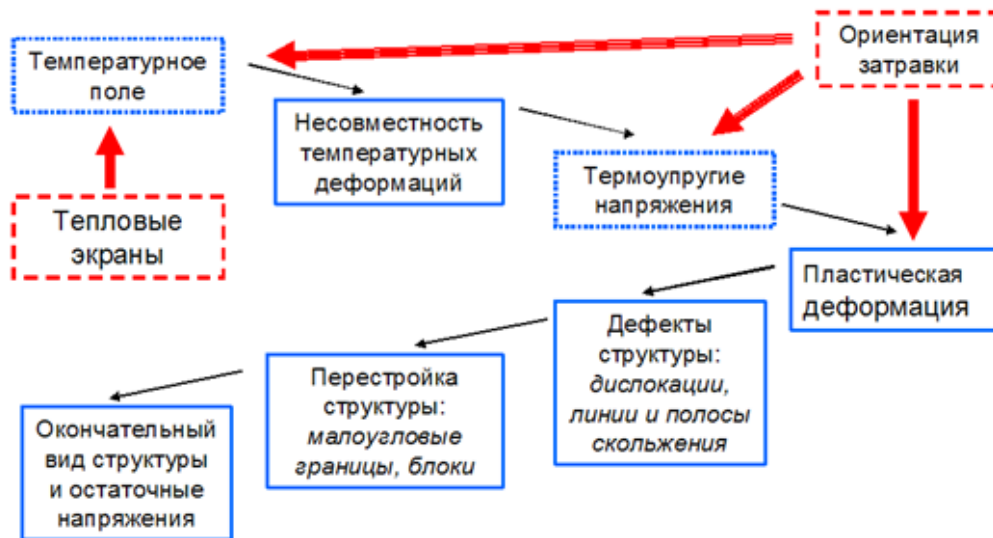 Температурное
поле
Ориентация
затравки
Несовместность
температурных
деформаций
Термоупругие
напряжения
Тепловые
экраны
Пластическая
деформация
Дефекты
структуры:
дислокации,
линии и полосы
скольжения
Перестройка
структуры:
малоугловые
границы, блоки
Окончательный
вид структуры
и остаточные
напряжения